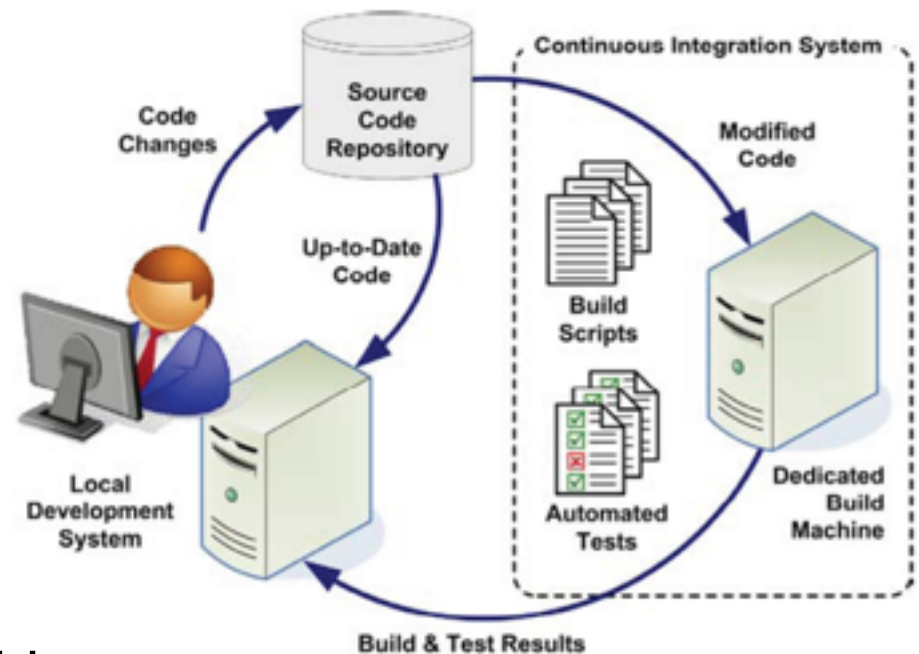 Continuous Integration System
Source
Code
Repository
Code
Changes
Modified
Code
Up-to-Date
Code
Build
Scripts
Local
Development
System
Automated
Tests
Dedicated
Build
Machine
Build & Test Results